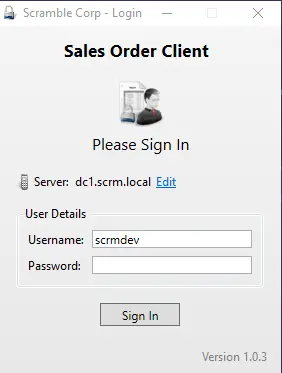 Scramble Corp - Login
Sales Order Client
Please Sign In
Server: dc1.scrm.local Edit
User Details
Username: scrmdev
Password:
Sign In
Version 1.0.3